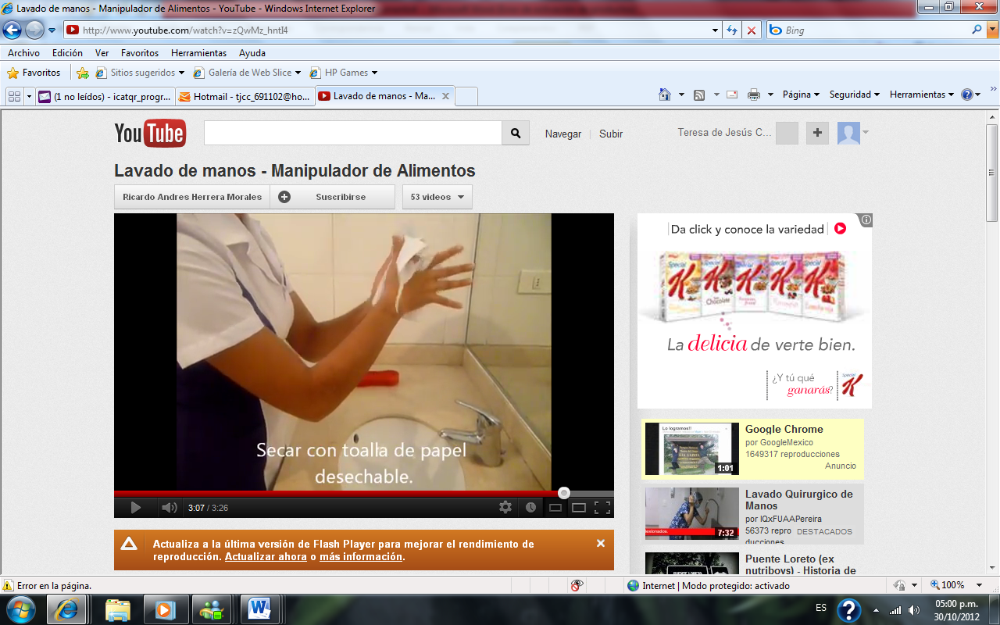 Lavado de manos - Manipulador de Alimentos - YouTube - Windows Internet Explorer
http://www.youtube.com/watch?v=zQwMz_hntI4
Bing
Archivo Edición Ver Favoritos Herramientas Ayuda
Favoritos Sitios sugeridos Galería de Web Slice HP Games
(1 no leídos) - icatqr_progr... Hotmail - tjcc_691102@ho... Lavado de manos - Ma... Página Seguridad Herramientas
YouTube Navegar Subir Teresa de Jesús C...
Lavado de manos - Manipulador de Alimentos
Ricardo Andres Herrera Morales Suscribirse 53 videos
Secar con toalla de papel
desechable.
3:07 / 3:26
Actualiza a la última versión de Flash Player para mejorar el rendimiento de
reproducción. Actualizar ahora o más información.
Da click y conoce la variedad
Special K
Chocolate
La delicia de verte bien.
¿Y tú qué
ganarás?
Special K
Lo logramos!!
1:01
Google Chrome
por GoogleMexico
1649317 reproducciones
Anuncio
7:32
Lavado Quirurgico de
Manos
por IQxFUAAPereira
56373 repro DESTACADOS
ducciones
PUENTE LORETO
Puente Loreto (ex
nutriboys) - Historia de
Error en la página. Internet | Modo protegido: activado 100%
ES 05:00 p.m.
30/10/2012